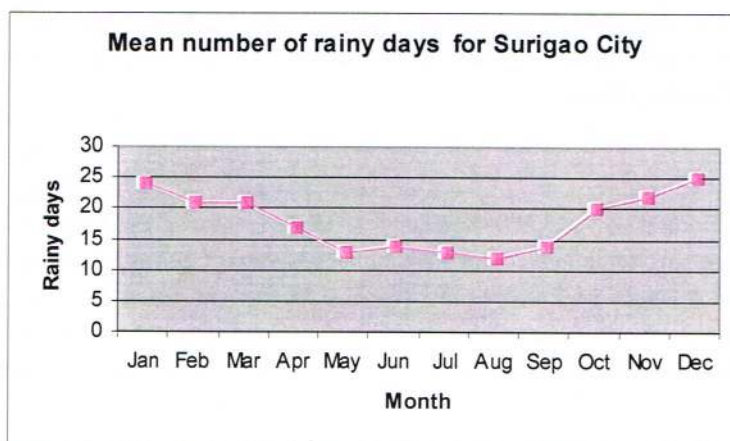 Mean number of rainy days for Surigao City
30
25
20
15
10
5
0
Rainy days
Jan Feb Mar Apr May Jun Jul Aug Sep Oct Nov Dec
Month